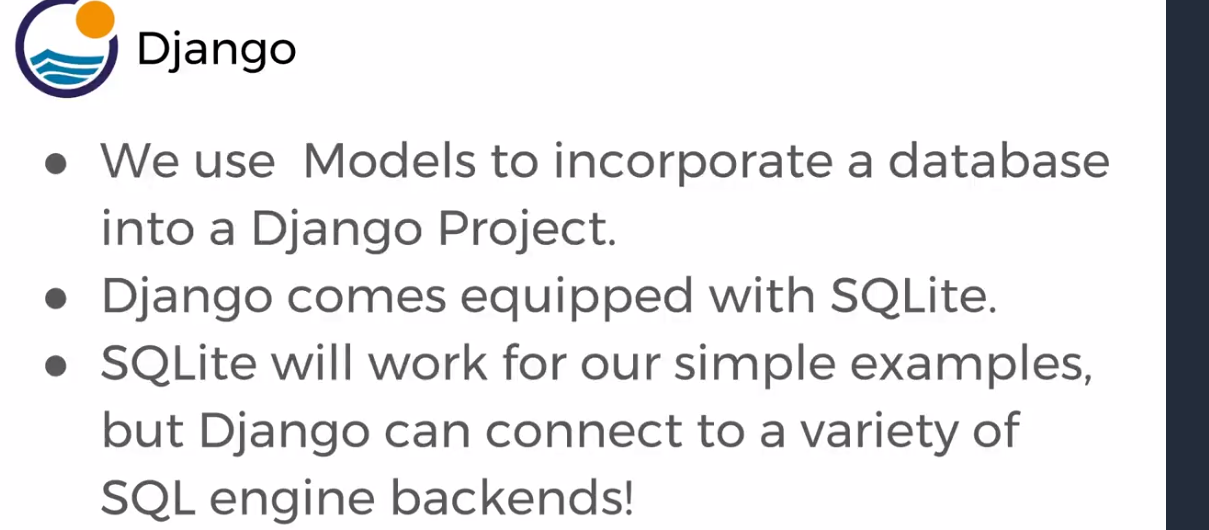 Django
● We use  Models to incorporate a database
into a Django Project.
● Django comes equipped with SQLite.
● SQLite will work for our simple examples,
but Django can connect to a variety of
SQL engine backends!